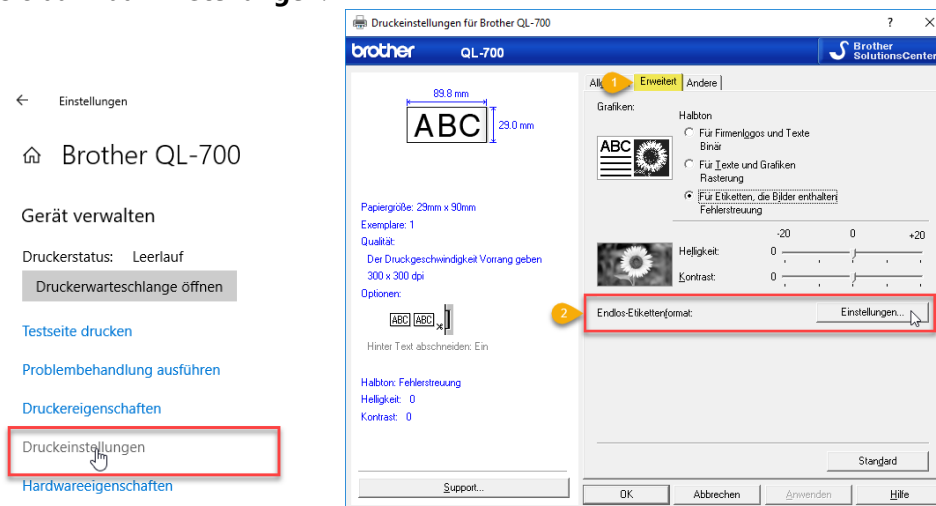 Einstellungen
Brother QL-700
Gerät verwalten
Druckerstatus: Leerlauf
Druckerwarteschlange öffnen
Testseite drucken
Problembehandlung ausführen
Druckereigenschaften
Druckeinstellungen
Hardwareeigenschaften
Druckeinstellungen für Brother QL-700
brother QL-700
Brother
SolutionsCenter
89.8 mm
ABC
29.0 mm
Papiergröße: 29mm x 90mm
Exemplare: 1
Qualität:
Der Druckgeschwindigkeit Vorrang geben
300 x 300 dpi
Optionen:
ABC ABC
Hinter Text abschneiden: Ein
Halbton: Fehlerstreuung
Helligkeit: 0
Kontrast: 0
Support...
1 Erweitert Andere
Grafiken:
Halbton
ABC
Für Firmenlogos und Texte
Binär
Für Texte und Grafiken
Rasterung
Für Etiketten, die Bilder enthalten
Fehlerstreuung
-20 0 +20
Helligkeit: 0
Kontrast: 0
2 Endlos-Etikettenformat: Einstellungen...
Standard
OK Abbrechen Anwenden Hilfe